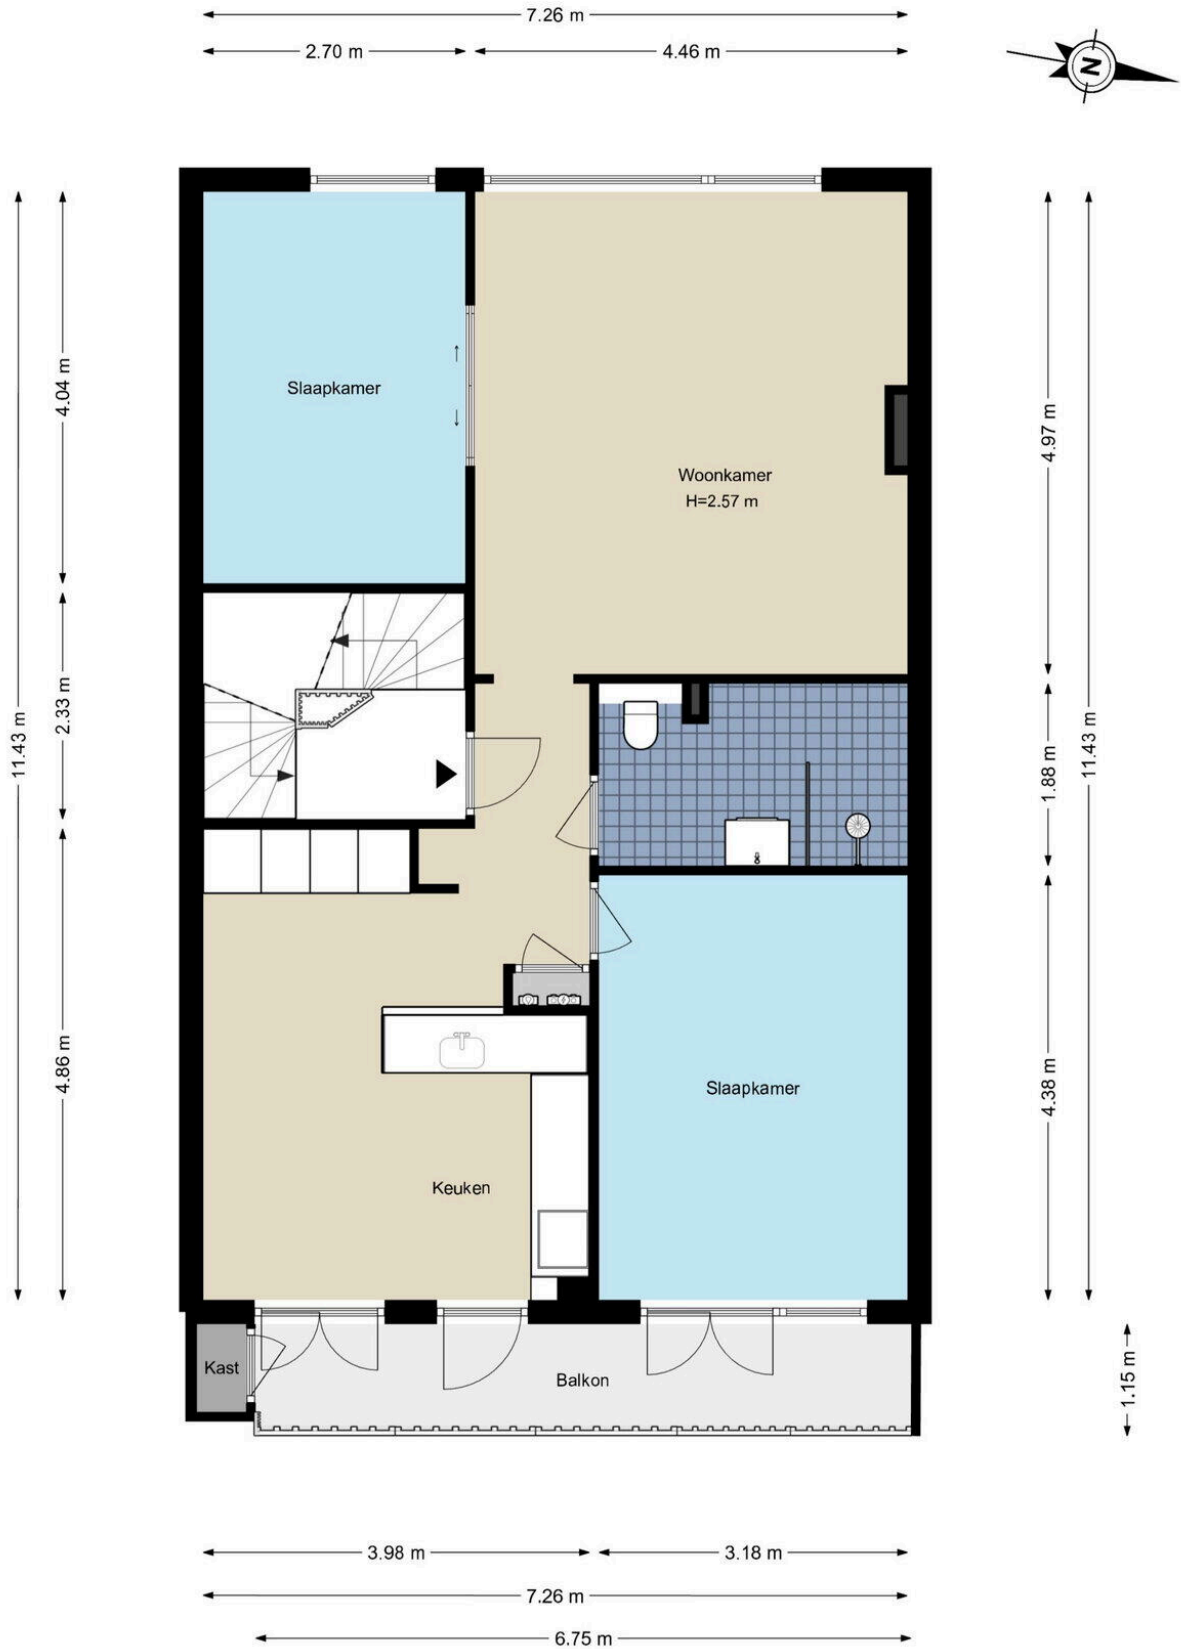 7.26 m
2.70 m
4.46 m
N
Slaapkamer
4.04 m
4.97 m
Woonkamer
H=2.57 m
2.33 m
11.43 m
11.43 m
1.88 m
4.86 m
4.38 m
Slaapkamer
Keuken
Kast
Balkon
1.15 m
3.98 m
3.18 m
7.26 m
6.75 m